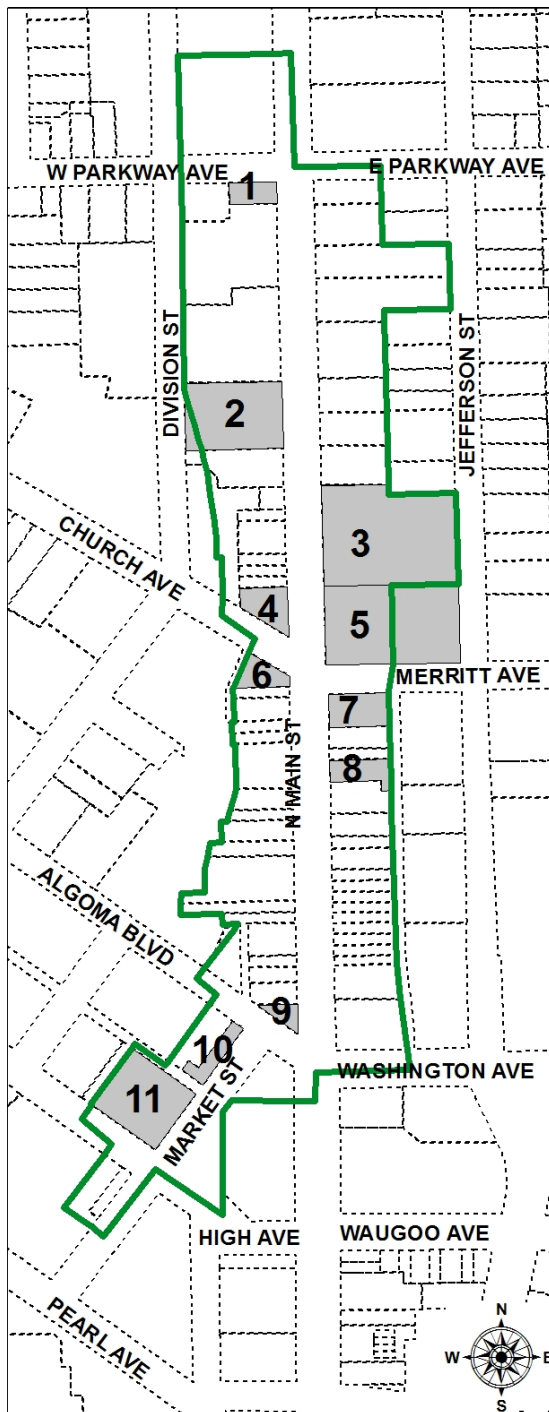 W PARKWAY AVE
E PARKWAY AVE
1
DIVISION ST
JEFFERSON ST
2
3
CHURCH AVE
4
5
6
MERRITT AVE
7
N MAIN ST
8
ALGOMA BLVD
9
10
WASHINGTON AVE
11
MARKET ST
HIGH AVE
WAUGOO AVE
PEARL AVE
N
W
E
S